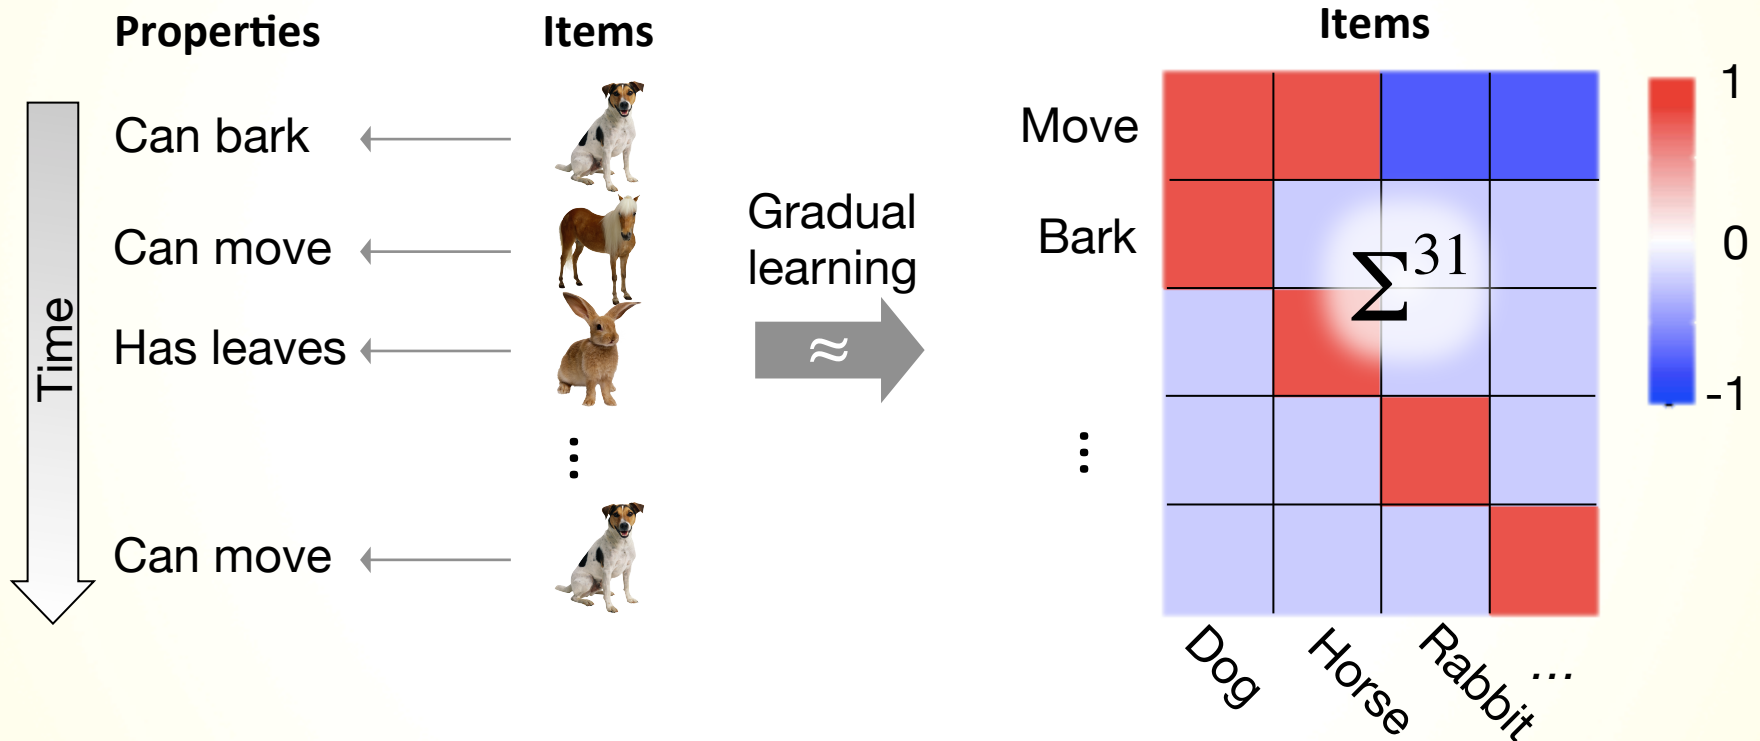 Properties
Items
Can bark
Can move
Has leaves
⋮
Can move
Time
Gradual
learning
≈
Items
Move
Bark
⋮
Σ³¹
Dog
Horse
Rabbit
...
1
0
-1